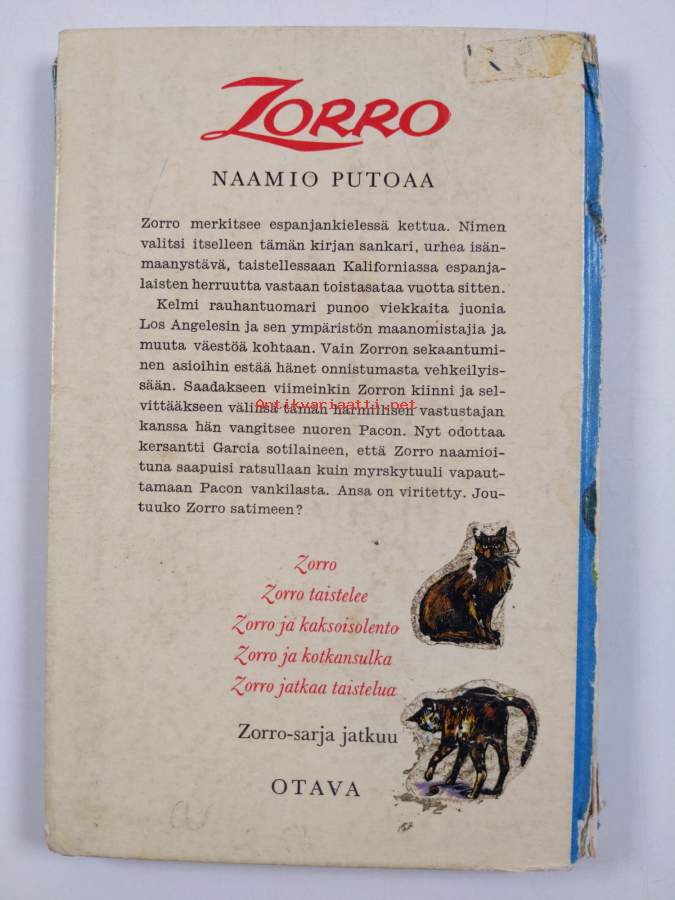 ZORRO
NAAMIO PUTOAA
Zorro merkitsee espanjankielessä kettua. Nimen
valitsi itselleen tämän kirjan sankari, urhea isän-
maanystävä, taistellessaan Kaliforniassa espanja-
laisten herruutta vastaan toistasataa vuotta sitten.
Kelmi rauhantuomari punoo viekkaita juonia
Los Angelesin ja sen ympäristön maanomistajia ja
muuta väestöä kohtaan. Vain Zorron sekaantumi-
nen asioihin estää hänet onnistumasta vehkeilyis-
sään. Saadakseen viimeinkin Zorron kiinni ja sel-
vittääkseen välinsä tämän harmillisen vastustajan
Antikvariaatti.net
kanssa hän vangitsee nuoren Pacon. Nyt odottaa
kersantti Garcia sotilaineen, että Zorro naamioi-
tuna saapuisi ratsullaan kuin myrskytuuli vapaut-
tamaan Pacon vankilasta. Ansa on viritetty. Jou-
tuuko Zorro satimeen?
Zorro
Zorro taistelee
Zorro ja kaksoisolento
Zorro ja kotkansulka
Zorro jatkaa taistelua
Zorro-sarja jatkuu
OTAVA